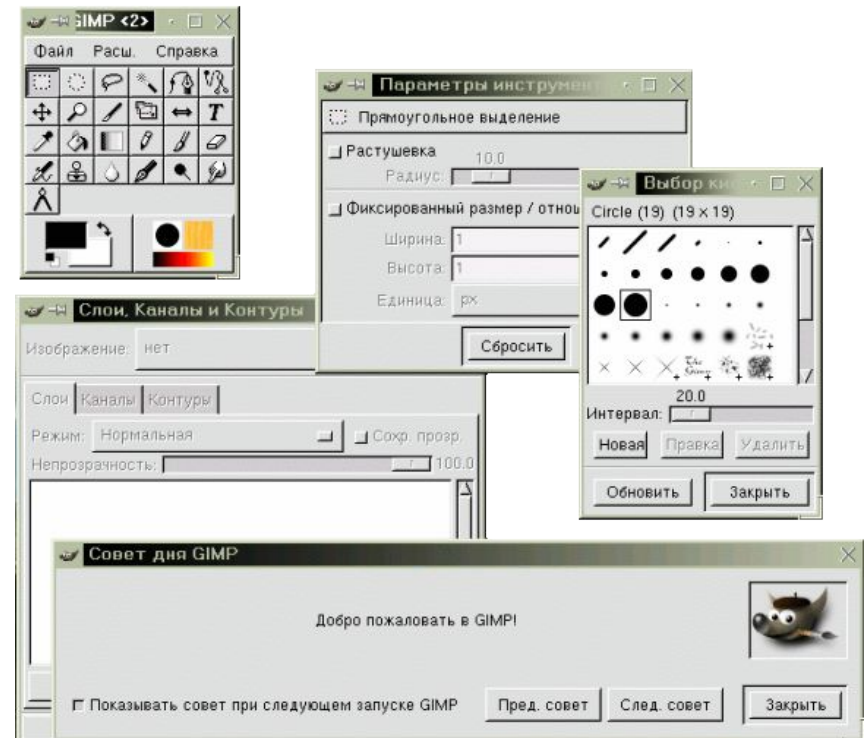 GIMP <2>
Файл Расш. Справка
T
Параметры инструмен
Прямоугольное выделение
Растушевка
10.0
Радиус:
Фиксированный размер / отно
Ширина: 1
Высота: 1
Единица: px
Сбросить
Выбор ки
Circle (19) (19 × 19)
20.0
Интервал:
Новая Правка Удалить
Обновить Закрыть
Слои, Каналы и Контуры
Изображение: нет
Слои Каналы Контуры
Режим: Нормальная Сохр. прозр.
Непрозрачность: 100.0
Совет дня GIMP
Добро пожаловать в GIMP!
Показывать совет при следующем запуске GIMP Пред. совет След. совет Закрыть